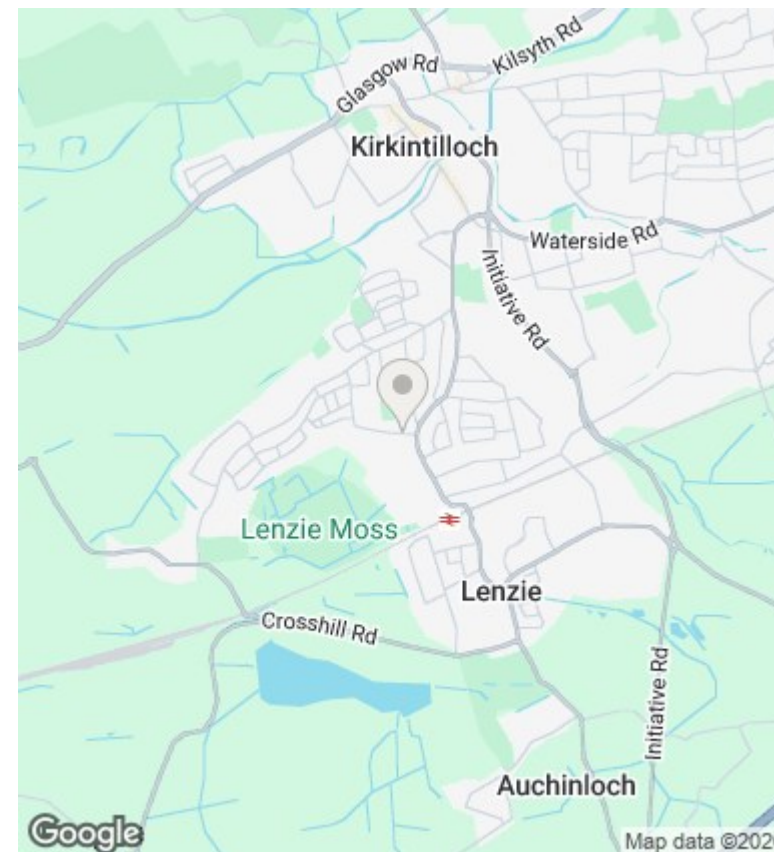 Kilsyth Rd
Glasgow Rd
Kirkintilloch
Waterside Rd
Initiative Rd
Lenzie Moss
Lenzie
Crosshill Rd
Initiative Rd
Auchinloch
Google
Map data ©202